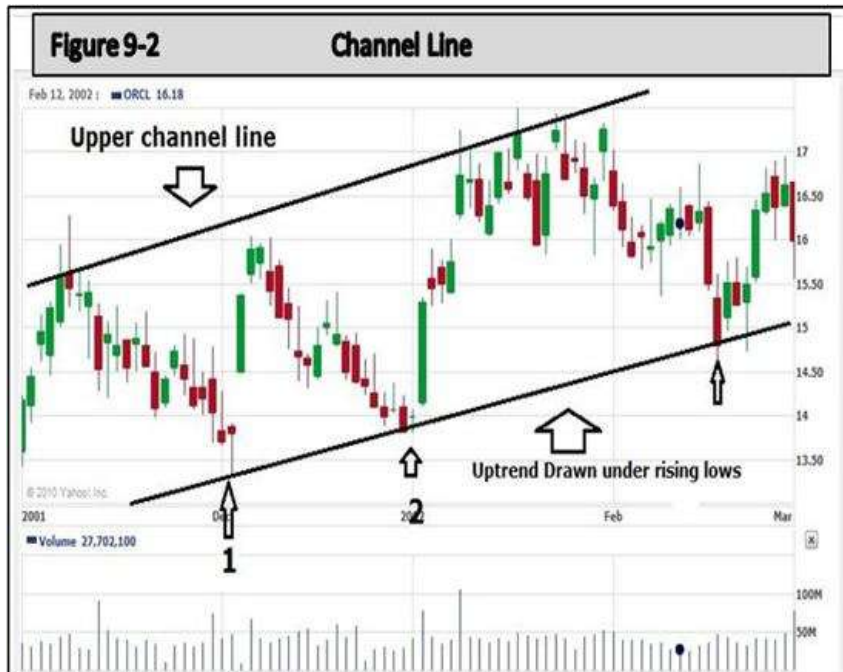 Figure 9-2 Channel Line
Feb 12, 2002 : ORCL 16.18
Upper channel line
17
16.50
16
15.50
15
14.50
14
13.50
Uptrend Drawn under rising lows
© 2010 Yahoo! Inc.
2001 Dec Feb Mar
1
2
Volume 27,702,100
x
100M
50M